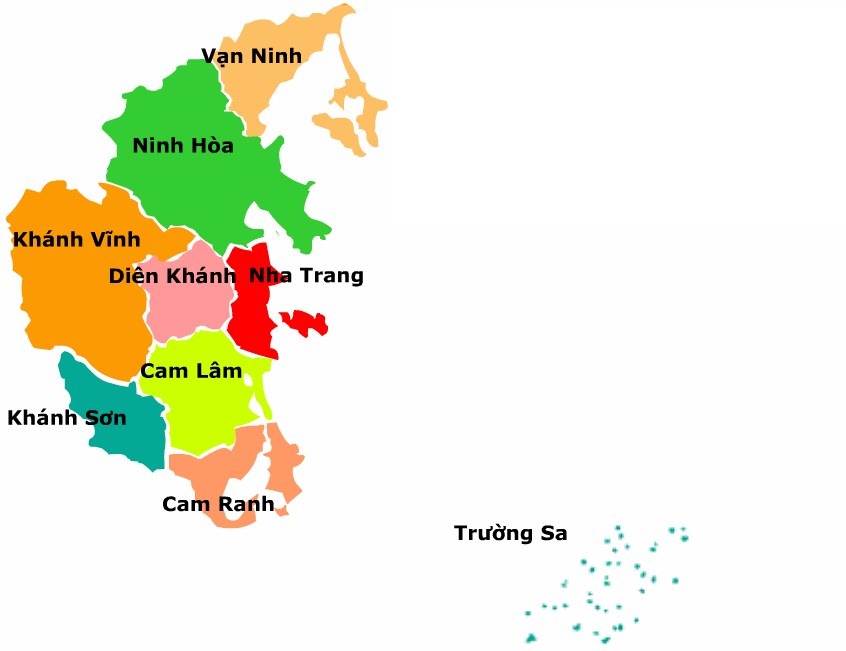 Vạn Ninh
Ninh Hòa
Khánh Vĩnh
Diên Khánh
Nha Trang
Cam Lâm
Khánh Sơn
Cam Ranh
Trường Sa